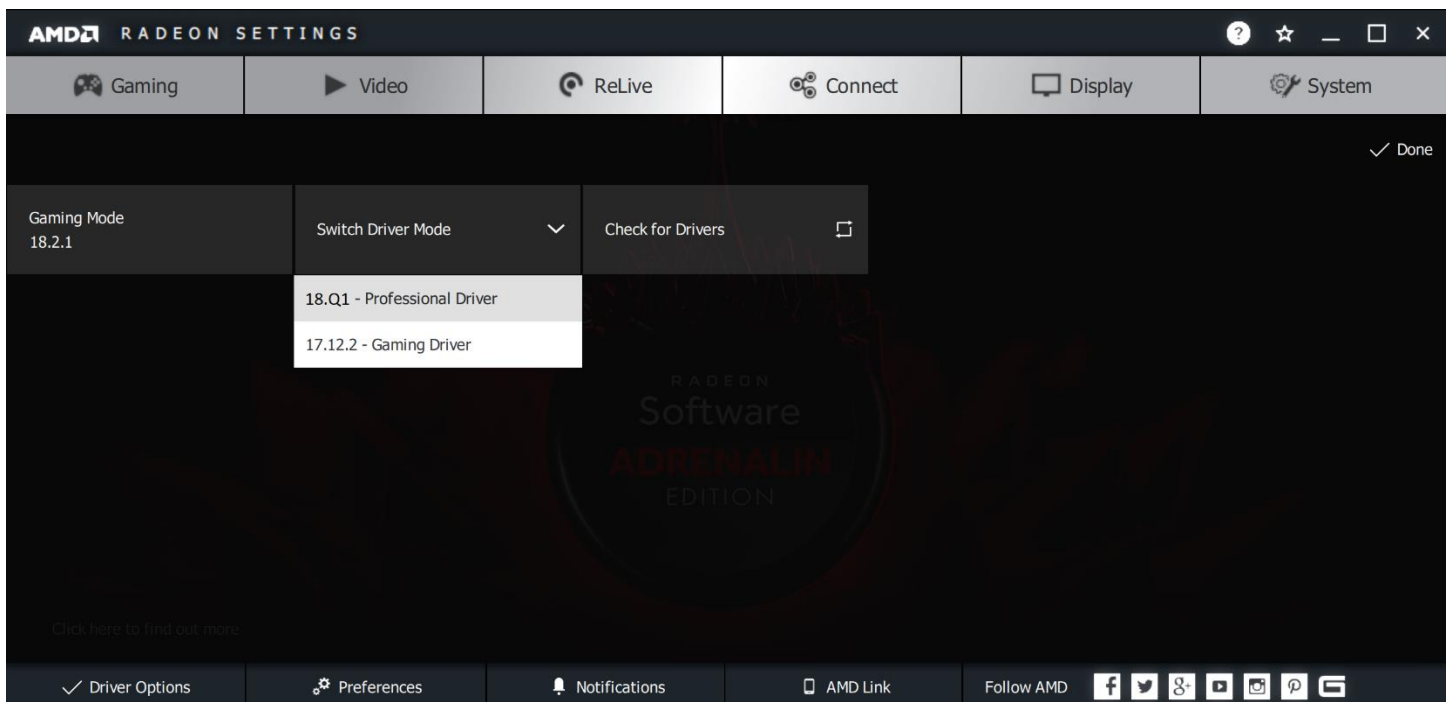 AMD RADEON SETTINGS
Gaming
Video
ReLive
Connect
Display
System
Done
Gaming Mode
18.2.1
Switch Driver Mode
Check for Drivers
18.Q1 - Professional Driver
17.12.2 - Gaming Driver
RADEON
Software
ADRENALIN
EDITION
Click here to find out more
Driver Options
Preferences
Notifications
AMD Link
Follow AMD